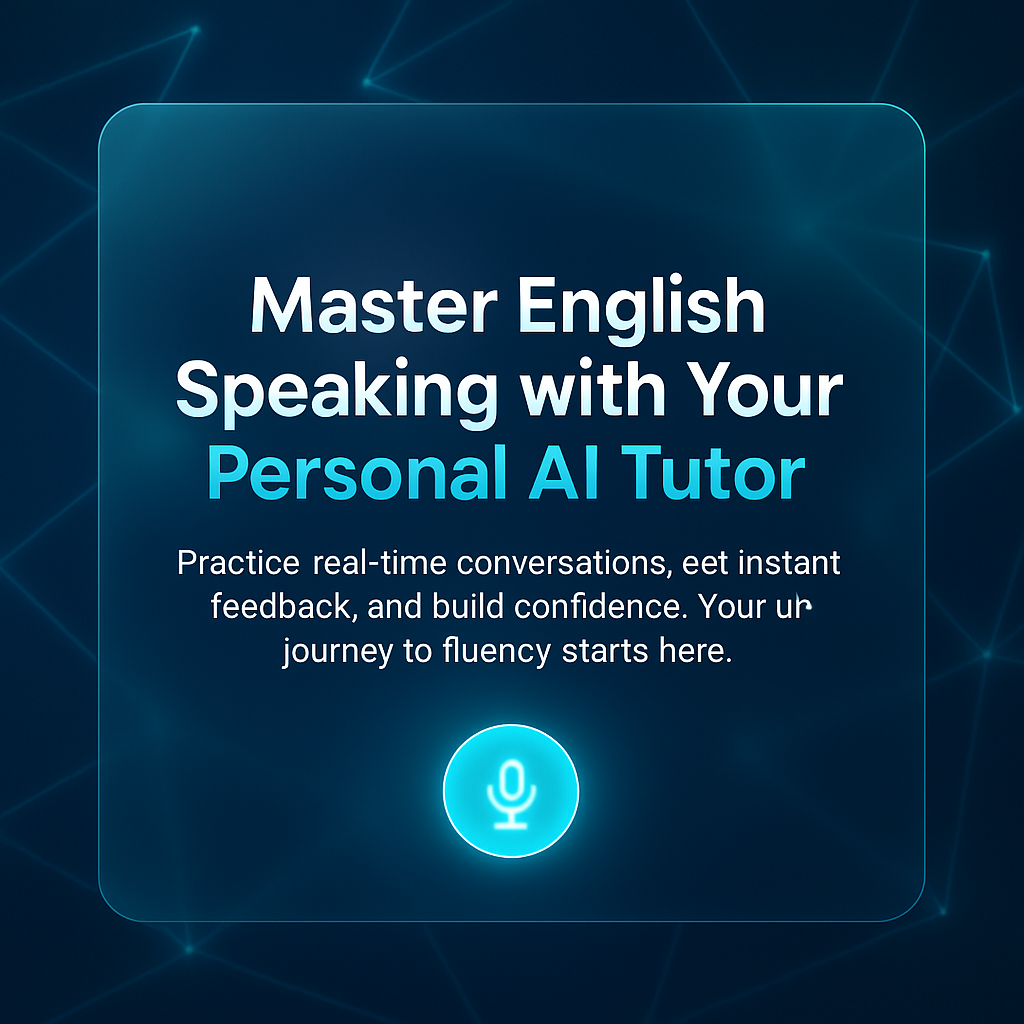 Master English
Speaking with Your
Personal AI Tutor
Practice real-time conversations, eet instant
feedback, and build confidence. Your
journey to fluency starts here.